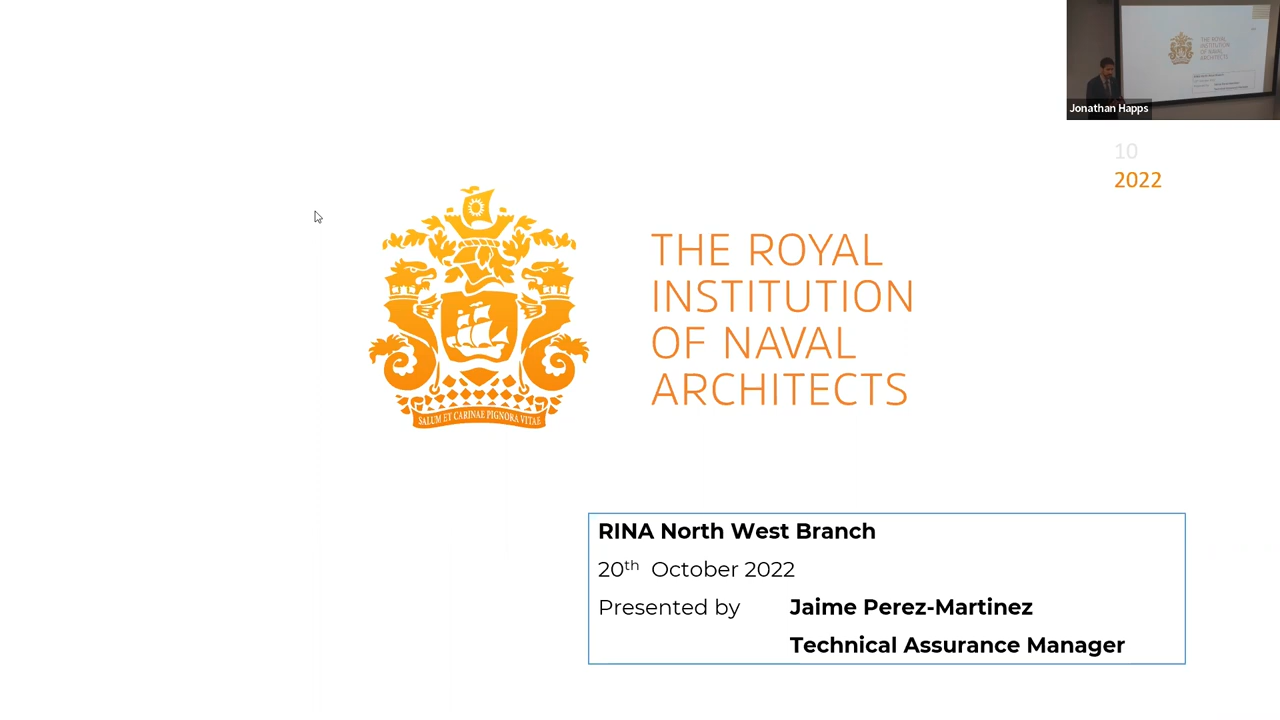 Jonathan Happs
10
2022
THE ROYAL
INSTITUTION
OF NAVAL
ARCHITECTS
SALUM ET CARINAE PIGNORA VITAE
RINA North West Branch
20th October 2022
Presented by Jaime Perez-Martinez
Technical Assurance Manager